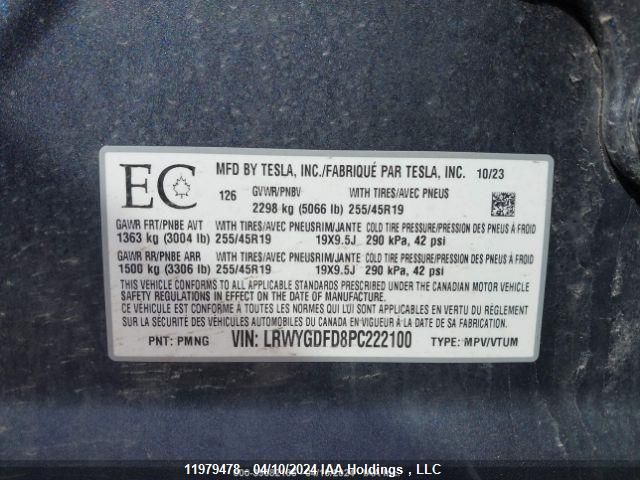 EC
MFD BY TESLA, INC./FABRIQUÉ PAR TESLA, INC. 10/23
126 GVWR/PNBV WITH TIRES/AVEC PNEUS
2298 kg (5066 lb) 255/45R19
GAWR FRT/PNBE AVT WITH TIRES/AVEC PNEUS RIM/JANTE COLD TIRE PRESSURE/PRESSION DES PNEUS À FROID
1363 kg (3004 lb) 255/45R19 19X9.5J 290 kPa, 42 psi
GAWR RR/PNBE ARR WITH TIRES/AVEC PNEUS RIM/JANTE COLD TIRE PRESSURE/PRESSION DES PNEUS À FROID
1500 kg (3306 lb) 255/45R19 19X9.5J 290 kPa, 42 psi
THIS VEHICLE CONFORMS TO ALL APPLICABLE STANDARDS PRESCRIBED UNDER THE CANADIAN MOTOR VEHICLE
SAFETY REGULATIONS IN EFFECT ON THE DATE OF MANUFACTURE.
CE VÉHICULE EST CONFORME À TOUTES LES NORMES QUI LUI SONT APPLICABLES EN VERTU DU RÈGLEMENT
SUR LA SÉCURITÉ DES VÉHICULES AUTOMOBILES DU CANADA EN VIGUEUR À LA DATE DE SA FABRICATION.
PNT: PMNG VIN: LRWYGDFD8PC222100 TYPE: MPV/VTUM
11979478 - 04/10/2024 IAA Holdings, LLC